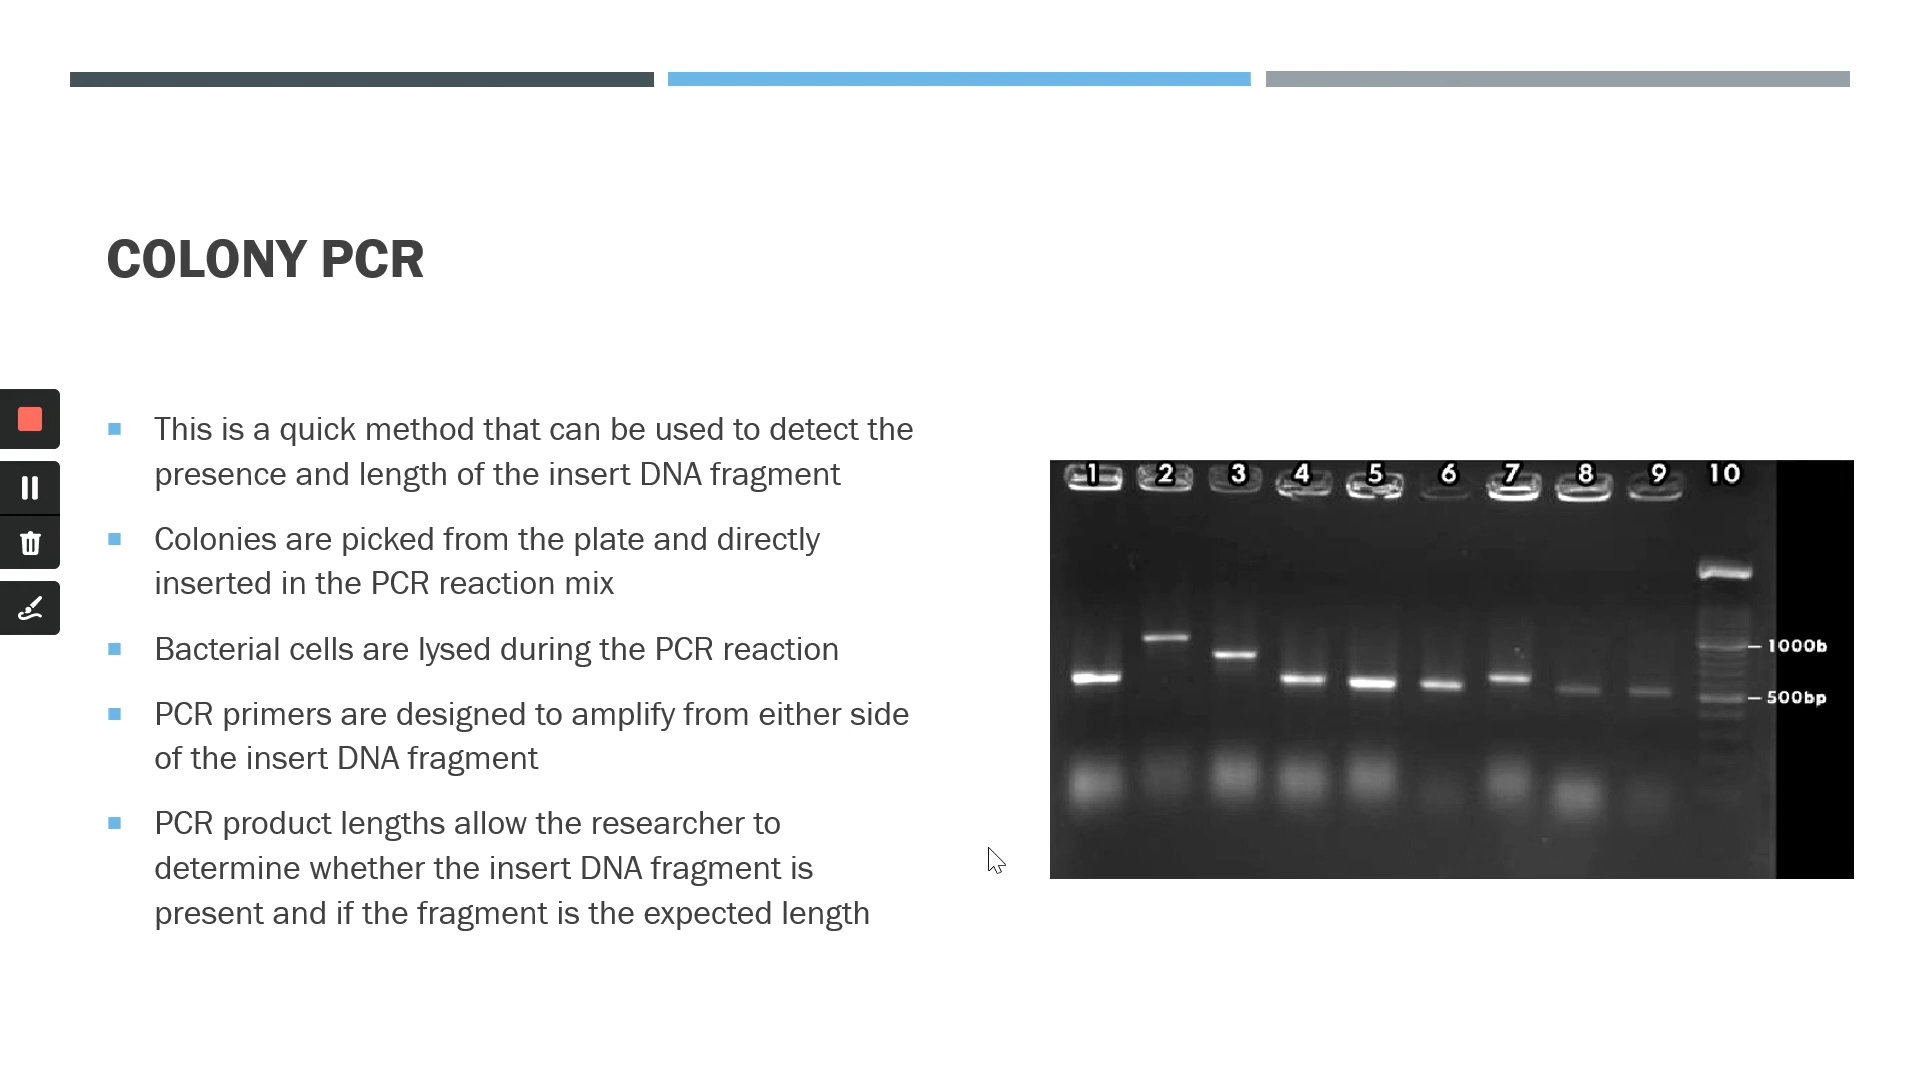 COLONY PCR
This is a quick method that can be used to detect the
presence and length of the insert DNA fragment
Colonies are picked from the plate and directly
inserted in the PCR reaction mix
Bacterial cells are lysed during the PCR reaction
PCR primers are designed to amplify from either side
of the insert DNA fragment
PCR product lengths allow the researcher to
determine whether the insert DNA fragment is
present and if the fragment is the expected length
1 2 3 4 5 6 7 8 9 10
1000b
500bp